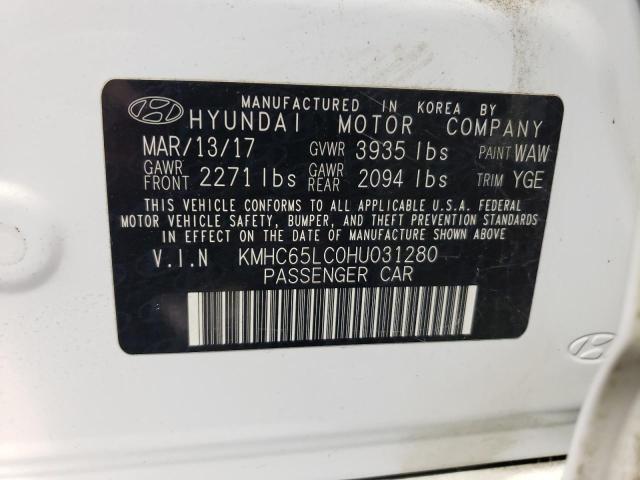 MANUFACTURED IN KOREA BY
HYUNDAI MOTOR COMPANY
MAR/13/17 GVWR 3935 lbs PAINT WAW
GAWR FRONT 2271 lbs GAWR REAR 2094 lbs TRIM YGE
THIS VEHICLE CONFORMS TO ALL APPLICABLE U.S.A. FEDERAL
MOTOR VEHICLE SAFETY, BUMPER, AND THEFT PREVENTION STANDARDS
IN EFFECT ON THE DATE OF MANUFACTURE SHOWN ABOVE
V.I.N KMHC65LC0HU031280
PASSENGER CAR